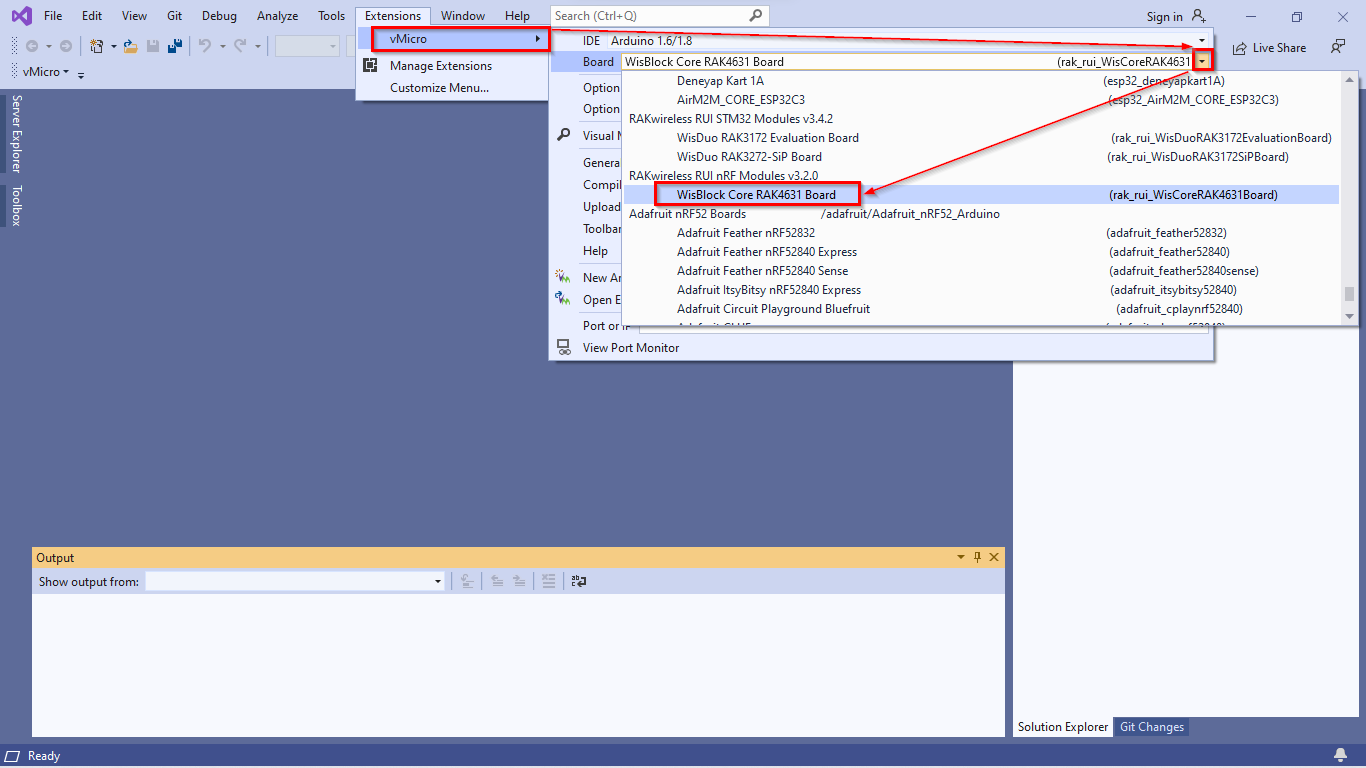 File Edit View Git Debug Analyze Tools Extensions Window Help Search (Ctrl+Q) Sign in
vMicro
IDE Arduino 1.6/1.8
Live Share
Board WisBlock Core RAK4631 Board (rak_rui_WisCoreRAK4631
vMicro
Manage Extensions
Customize Menu...
Deneyap Kart 1A (esp32_deneyapkart1A)
Option
AirM2M_CORE_ESP32C3 (esp32_AirM2M_CORE_ESP32C3)
Option
RAKwireless RUI STM32 Modules v3.4.2
Visual M
WisDuo RAK3172 Evaluation Board (rak_rui_WisDuoRAK3172EvaluationBoard)
Genera
WisDuo RAK3272-SiP Board (rak_rui_WisDuoRAK3172SiPBoard)
RAKwireless RUI nRF Modules v3.2.0
Compil
WisBlock Core RAK4631 Board (rak_rui_WisCoreRAK4631Board)
Upload
Adafruit nRF52 Boards /adafruit/Adafruit_nRF52_Arduino
Toolbar
Adafruit Feather nRF52832 (adafruit_feather52832)
Help
Adafruit Feather nRF52840 Express (adafruit_feather52840)
New Ar
Adafruit Feather nRF52840 Sense (adafruit_feather52840sense)
Open E
Adafruit ItsyBitsy nRF52840 Express (adafruit_itsybitsy52840)
Adafruit Circuit Playground Bluefruit (adafruit_cplaynrf52840)
Port or IP
View Port Monitor
Server Explorer
Toolbox
Output
Show output from:
Solution Explorer Git Changes
Ready